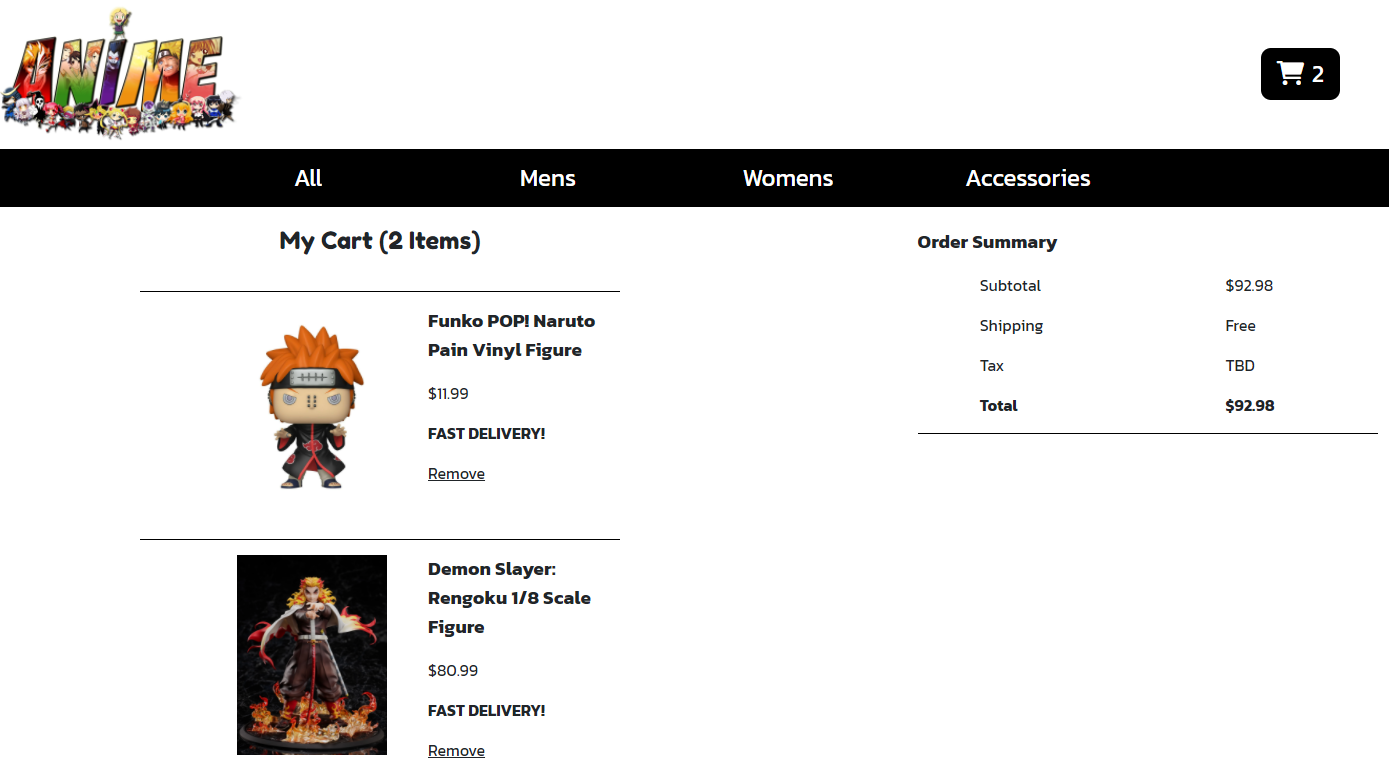 ANIME
2
All Mens Womens Accessories
My Cart (2 Items)
Funko POP! Naruto
Pain Vinyl Figure
$11.99
FAST DELIVERY!
Remove
Demon Slayer:
Rengoku 1/8 Scale
Figure
$80.99
FAST DELIVERY!
Remove
Order Summary
Subtotal $92.98
Shipping Free
Tax TBD
Total $92.98